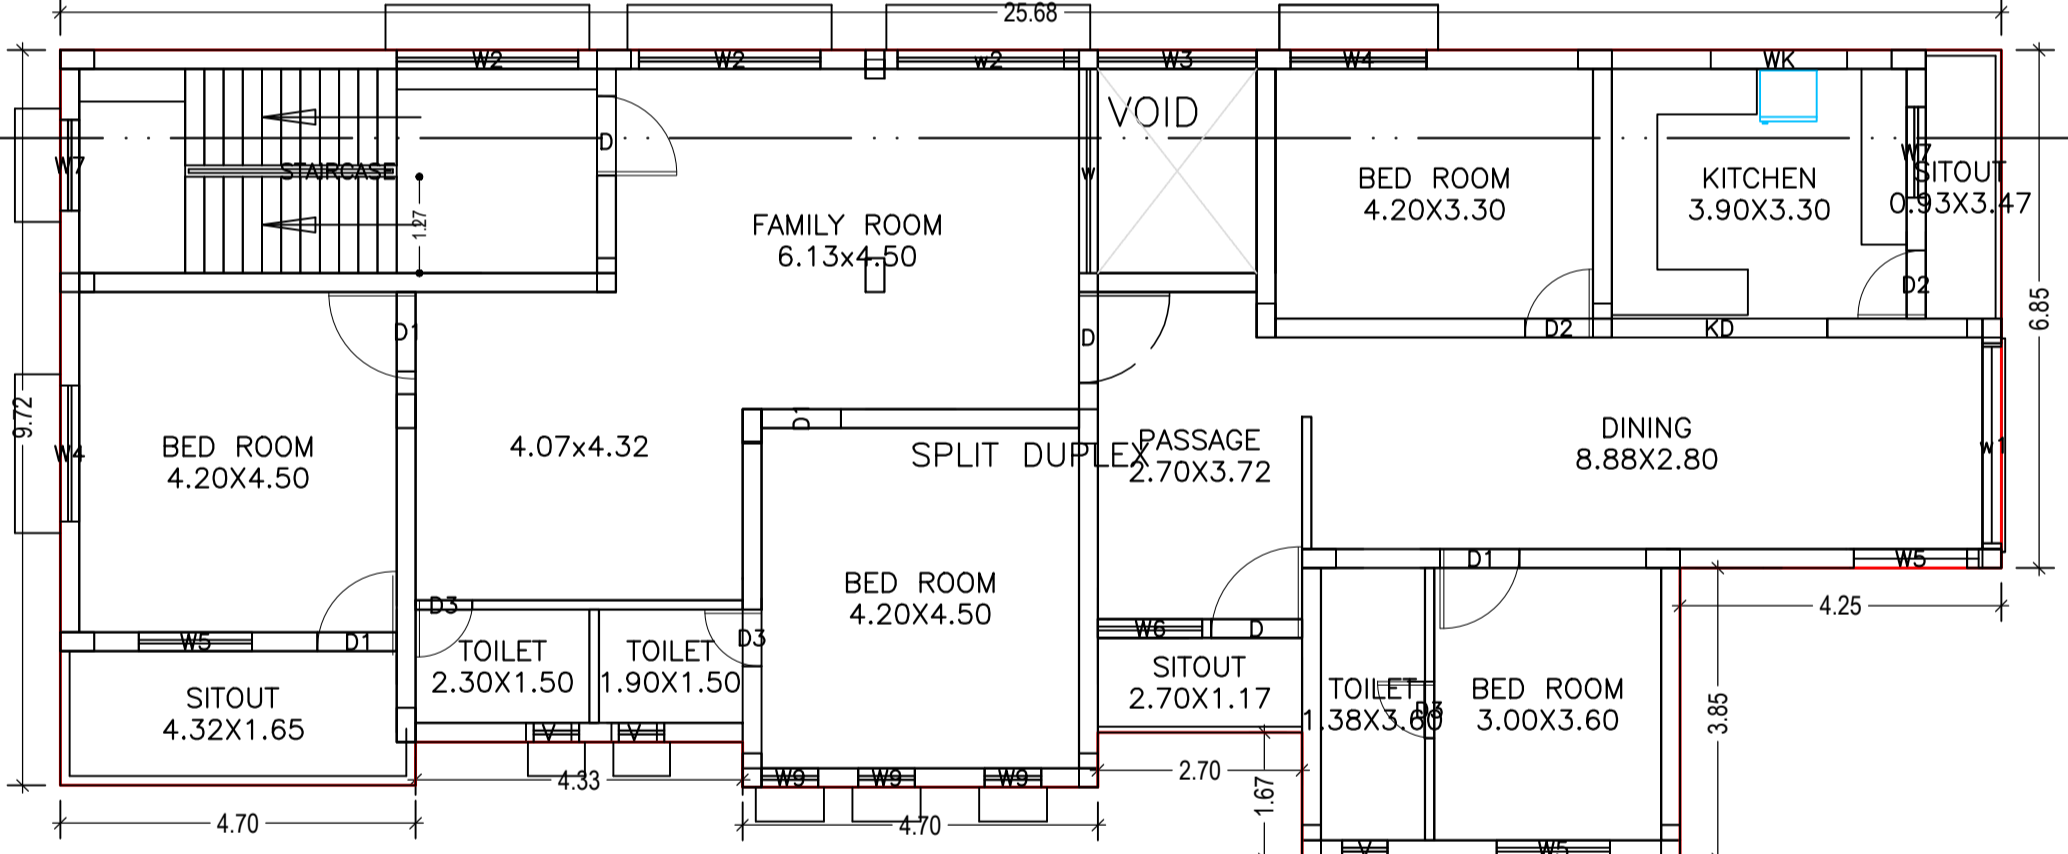 25.68
W2
W2
w2
W3
W4
WK
VOID
D
W7
STAIRCASE
1.27
W
BED ROOM
4.20X3.30
KITCHEN
3.90X3.30
W7
SITOUT
0.93X3.47
FAMILY ROOM
6.13x4.50
D2
6.85
D1
D
D2
KD
9.72
W4
BED ROOM
4.20X4.50
4.07x4.32
D1
SPLIT DUPLEX
PASSAGE
2.70X3.72
DINING
8.88X2.80
w1
D1
W5
BED ROOM
4.20X4.50
4.25
W5
D1
D3
TOILET
2.30X1.50
TOILET
1.90X1.50
D3
W6
D
SITOUT
2.70X1.17
SITOUT
4.32X1.65
TOILET
1.38X3.60
D3
BED ROOM
3.00X3.60
3.85
V
V
4.33
W9
W9
W9
2.70
1.67
4.70
4.70
V
W5